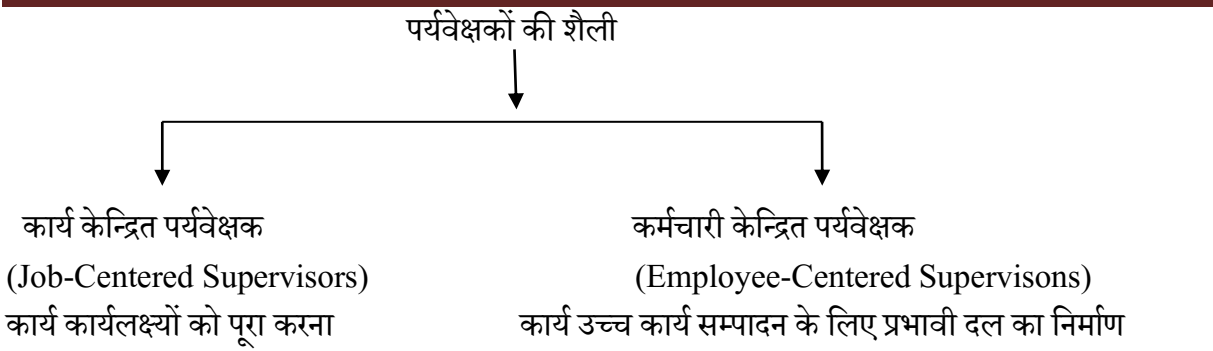 पर्यवेक्षकों की शैली
कार्य केन्द्रित पर्यवेक्षक
(Job-Centered Supervisors)
कार्य कार्यलक्ष्यों को पूरा करना
कर्मचारी केन्द्रित पर्यवेक्षक
(Employee-Centered Supervisons)
कार्य उच्च कार्य सम्पादन के लिए प्रभावी दल का निर्माण